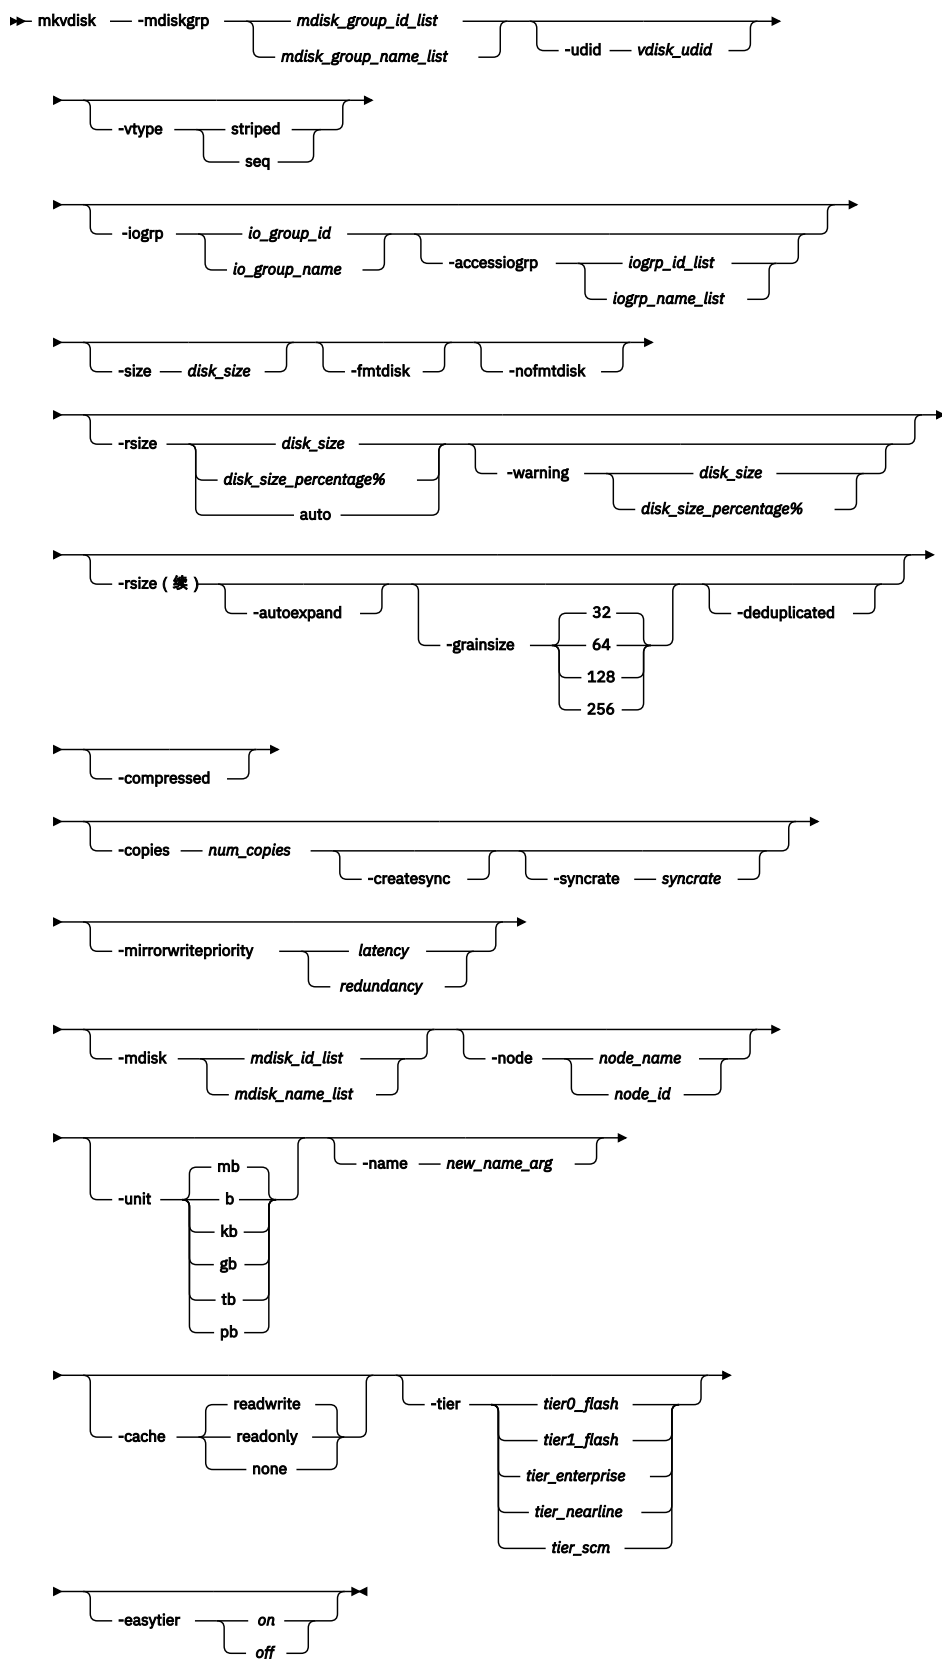 mkvdisk -mdiskgrp mdisk_group_id_list
mdisk_group_name_list -udid vdisk_udid
-vtype striped
seq
-iogrp io_group_id
io_group_name -accessiogrp iogrp_id_list
iogrp_name_list
-size disk_size -fmtdisk -nofmtdisk
-rsize disk_size
disk_size_percentage% -warning disk_size
auto disk_size_percentage%
-rsize（续）
-autoexpand 32 -deduplicated
-grainsize 64
128
256
-compressed
-copies num_copies
-createsync -syncrate syncrate
-mirrorwritepriority latency
redundancy
-mdisk mdisk_id_list -node node_name
mdisk_name_list node_id
mb -name new_name_arg
-unit b
kb
gb
tb
pb
readwrite -tier tier0_flash
-cache readonly tier1_flash
none tier_enterprise
tier_nearline
tier_scm
-easytier on
off